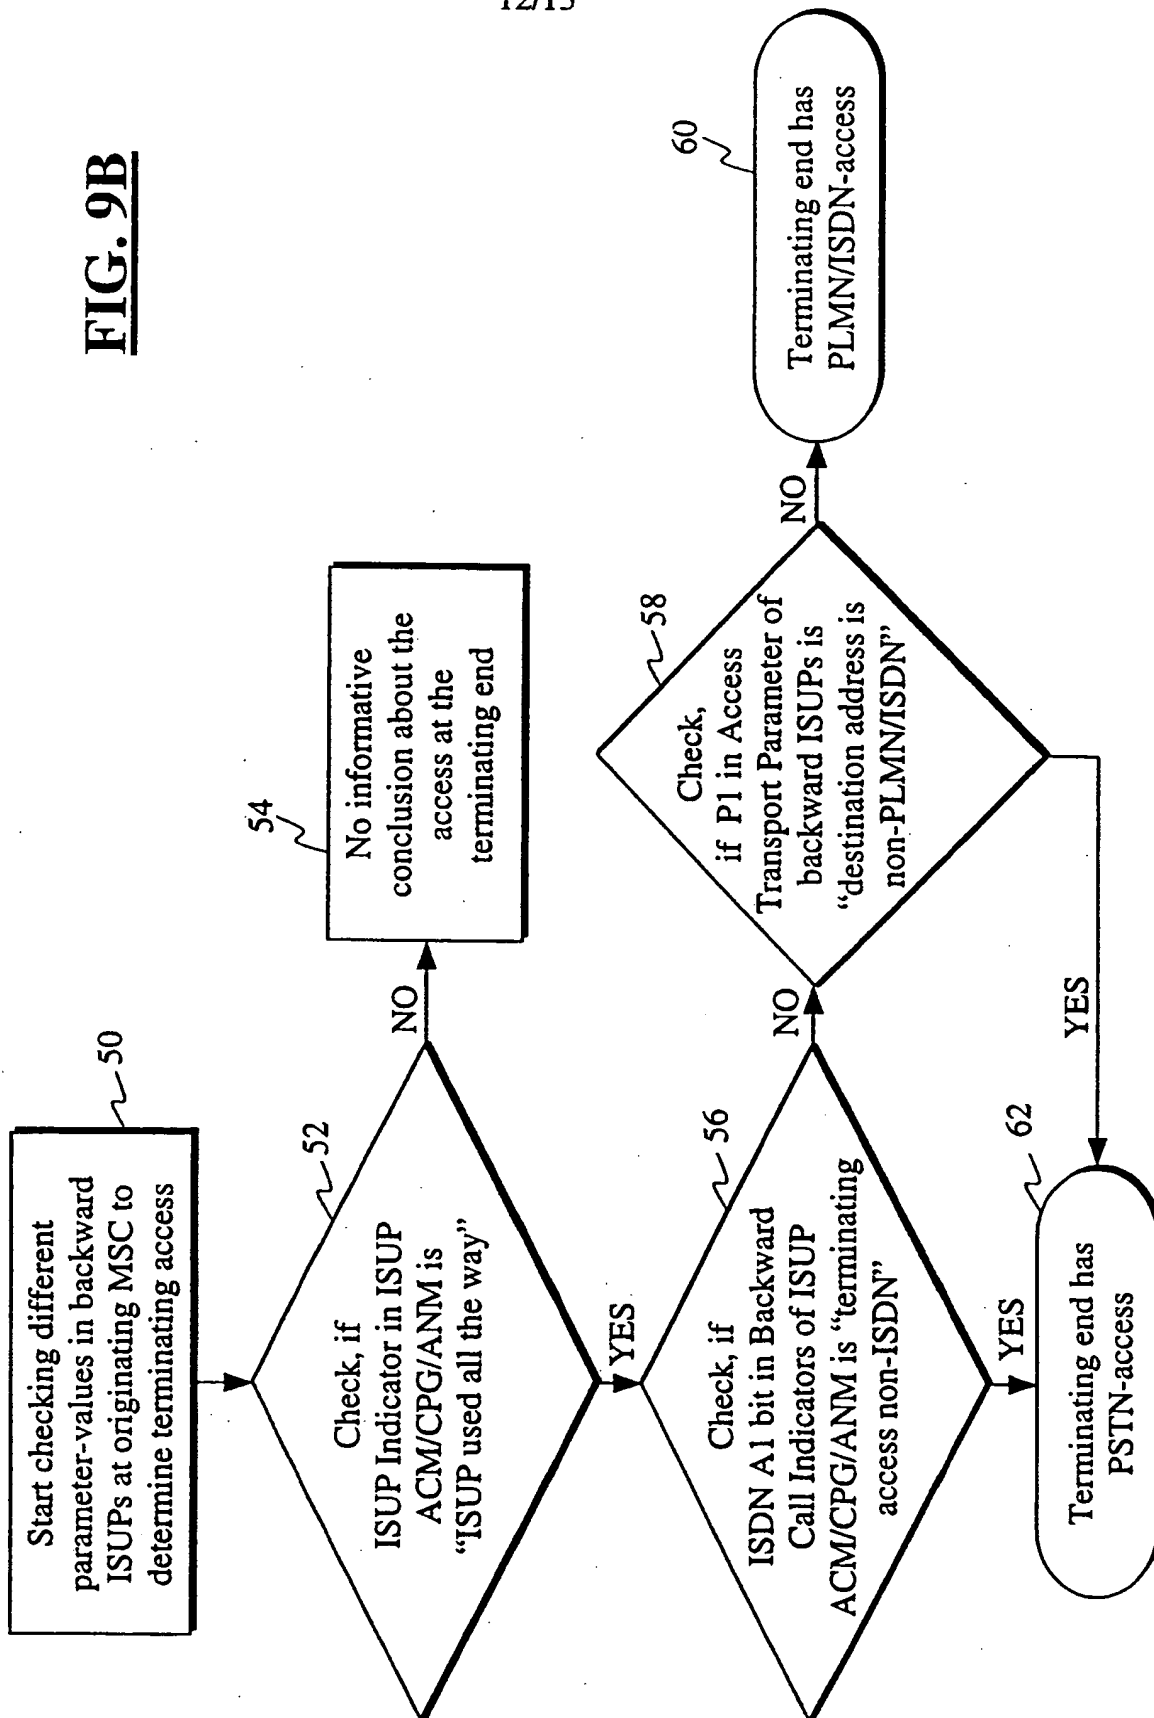 12/15
FIG. 9B
Start checking different
parameter-values in backward
ISUPs at originating MSC to
determine terminating access
50
Check, if
ISUP Indicator in ISUP
ACM/CPG/ANM is
“ISUP used all the way”
52
NO
No informative
conclusion about the
access at the
terminating end
54
YES
Check, if
ISDN A1 bit in Backward
Call Indicators of ISUP
ACM/CPG/ANM is “terminating
access non-ISDN”
56
NO
Check,
if P1 in Access
Transport Parameter of
backward ISUPs is
“destination address is
non-PLMN/ISDN”
58
NO
Terminating end has
PLMN/ISDN-access
60
YES
YES
Terminating end has
PSTN-access
62